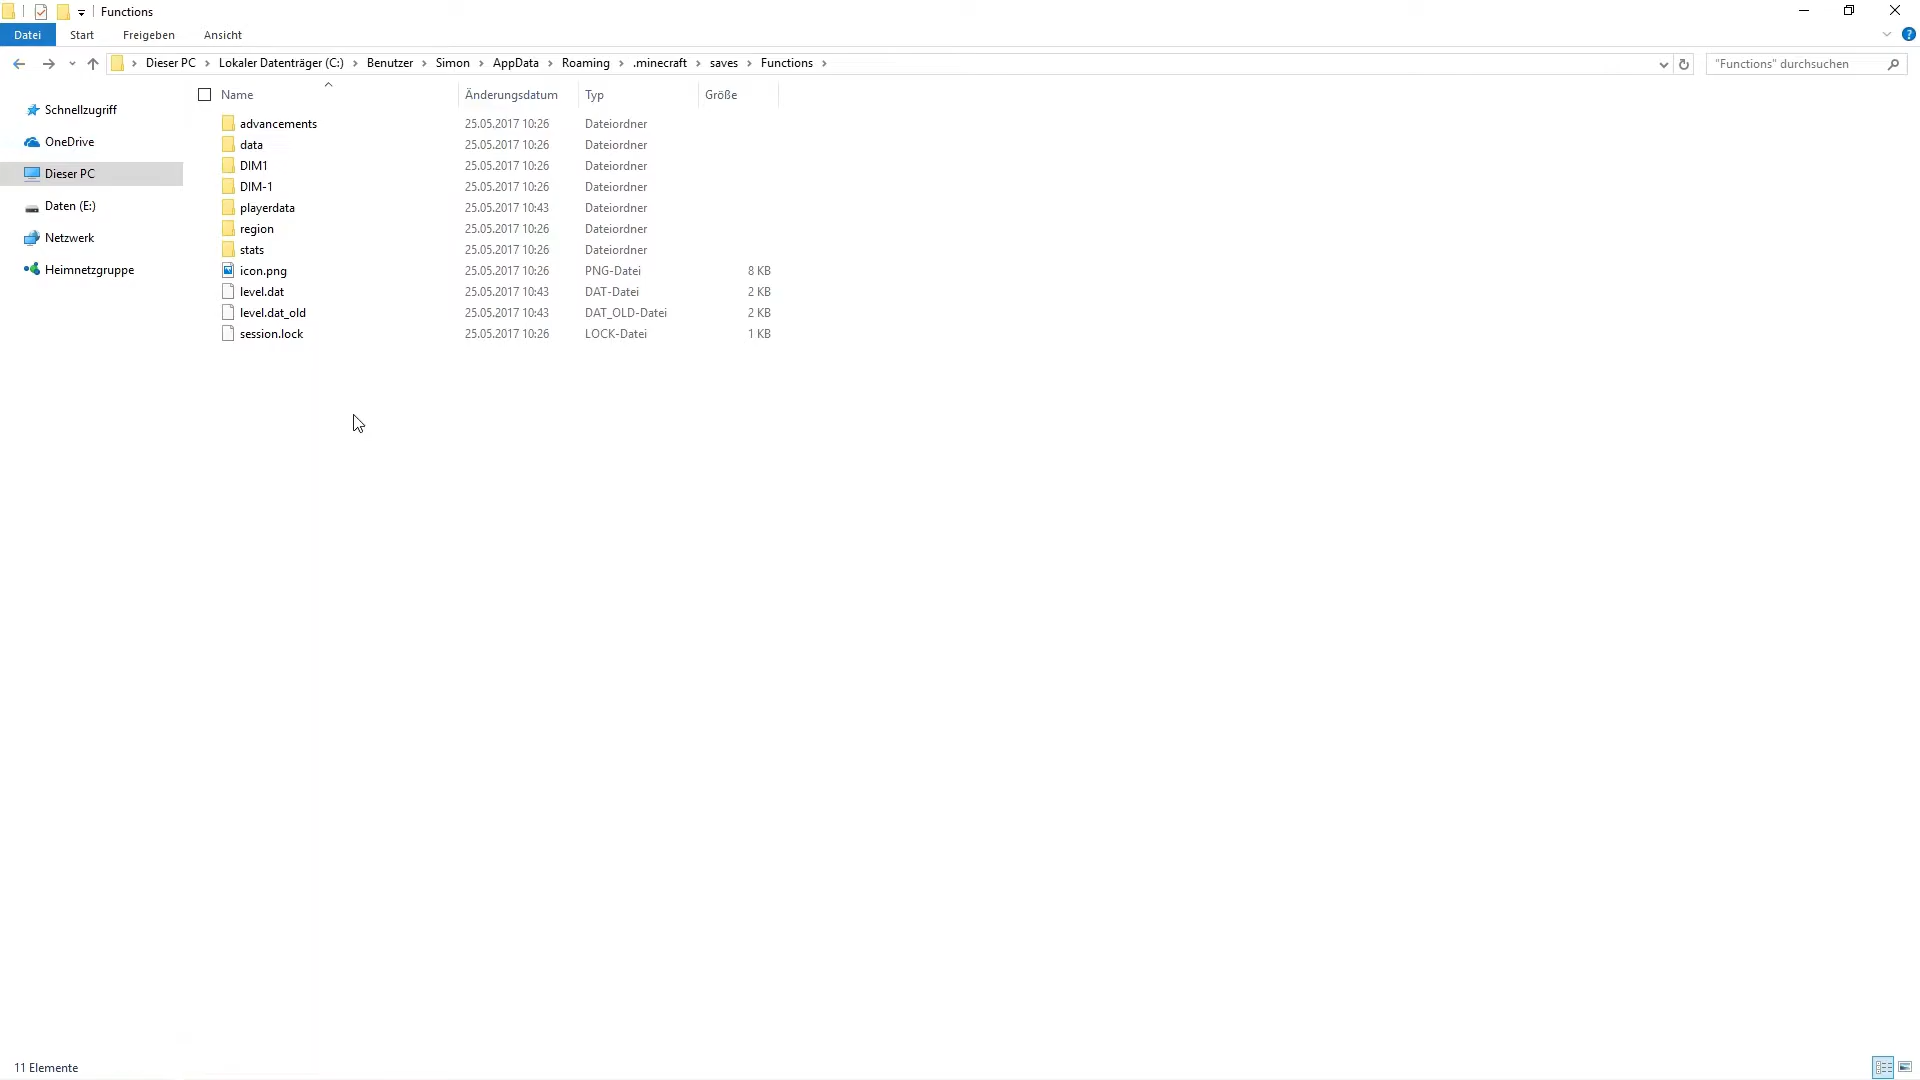 Functions
Datei Start Freigeben Ansicht
Dieser PC Lokaler Datenträger (C:) Benutzer Simon AppData Roaming .minecraft saves Functions
"Functions" durchsuchen
Schnellzugriff
OneDrive
Dieser PC
Daten (E:)
Netzwerk
Heimnetzgruppe
Name Änderungsdatum Typ Größe
advancements 25.05.2017 10:26 Dateiordner
data 25.05.2017 10:26 Dateiordner
DIM1 25.05.2017 10:26 Dateiordner
DIM-1 25.05.2017 10:26 Dateiordner
playerdata 25.05.2017 10:43 Dateiordner
region 25.05.2017 10:26 Dateiordner
stats 25.05.2017 10:26 Dateiordner
icon.png 25.05.2017 10:26 PNG-Datei 8 KB
level.dat 25.05.2017 10:43 DAT-Datei 2 KB
level.dat_old 25.05.2017 10:43 DAT_OLD-Datei 2 KB
session.lock 25.05.2017 10:26 LOCK-Datei 1 KB
11 Elemente